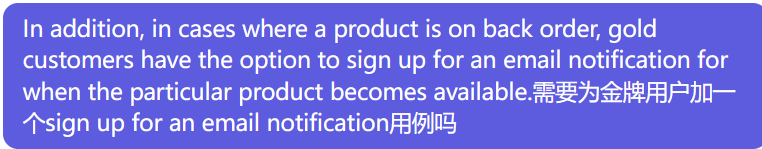 In addition, in cases where a product is on back order, gold
customers have the option to sign up for an email notification for
when the particular product becomes available.需要为金牌用户加一
个sign up for an email notification用例吗